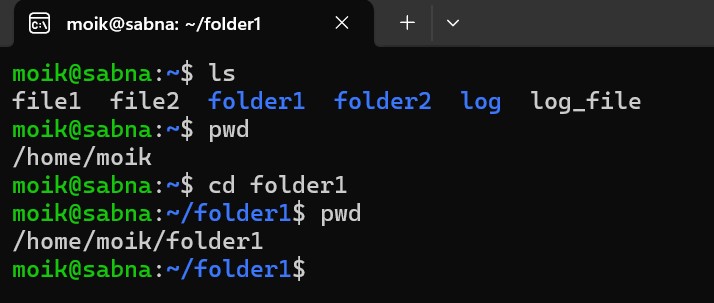 moik@sabna: ~/folder1
moik@sabna:~$ ls
file1  file2  folder1  folder2  log  log_file
moik@sabna:~$ pwd
/home/moik
moik@sabna:~$ cd folder1
moik@sabna:~/folder1$ pwd
/home/moik/folder1
moik@sabna:~/folder1$